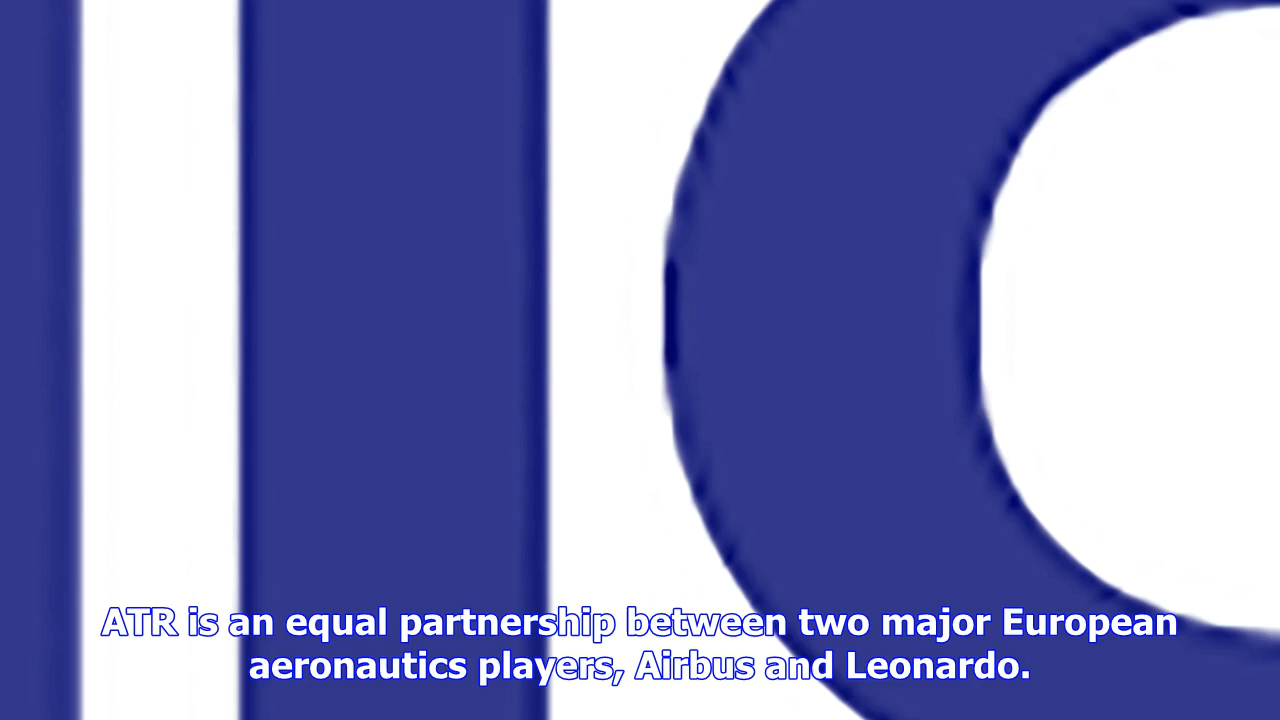 ATR is an equal partnership between two major European
aeronautics players, Airbus and Leonardo.